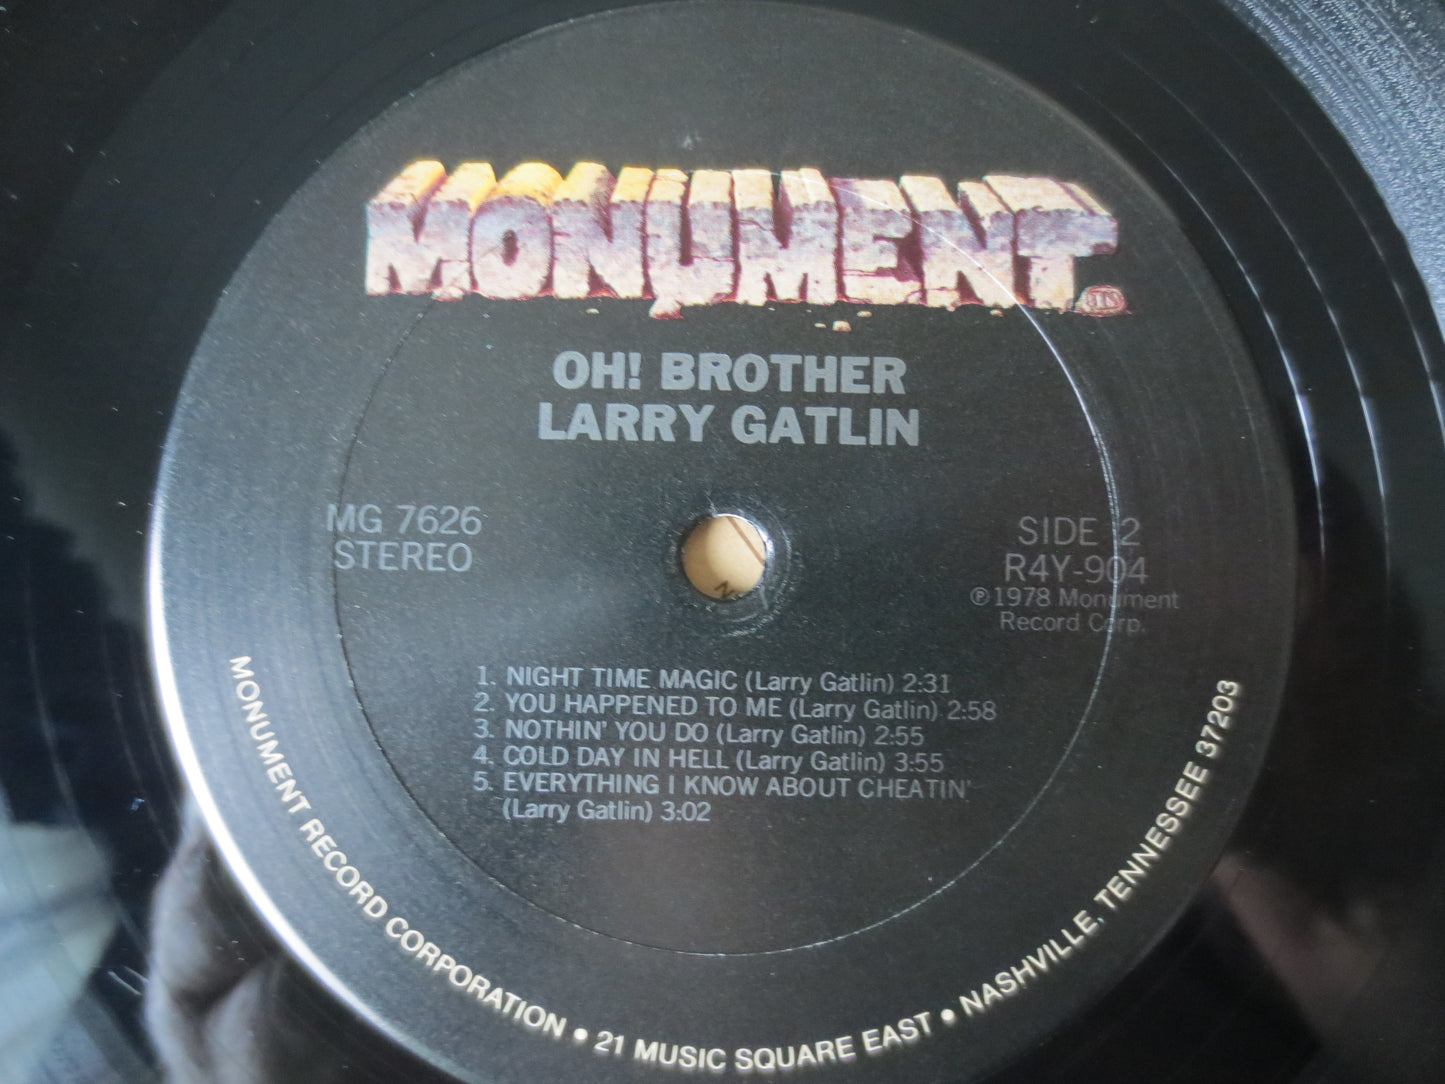 MONUMENT
OH! BROTHER
LARRY GATLIN
MG 7626
STEREO
SIDE 2
R4Y-904
℗1978 Monument
Record Corp.
1. NIGHT TIME MAGIC (Larry Gatlin) 2:31
2. YOU HAPPENED TO ME (Larry Gatlin) 2:58
3. NOTHIN' YOU DO (Larry Gatlin) 2:55
4. COLD DAY IN HELL (Larry Gatlin) 3:55
5. EVERYTHING I KNOW ABOUT CHEATIN'
(Larry Gatlin) 3:02
MONUMENT RECORD CORPORATION • 21 MUSIC SQUARE EAST • NASHVILLE, TENNESSEE 37203